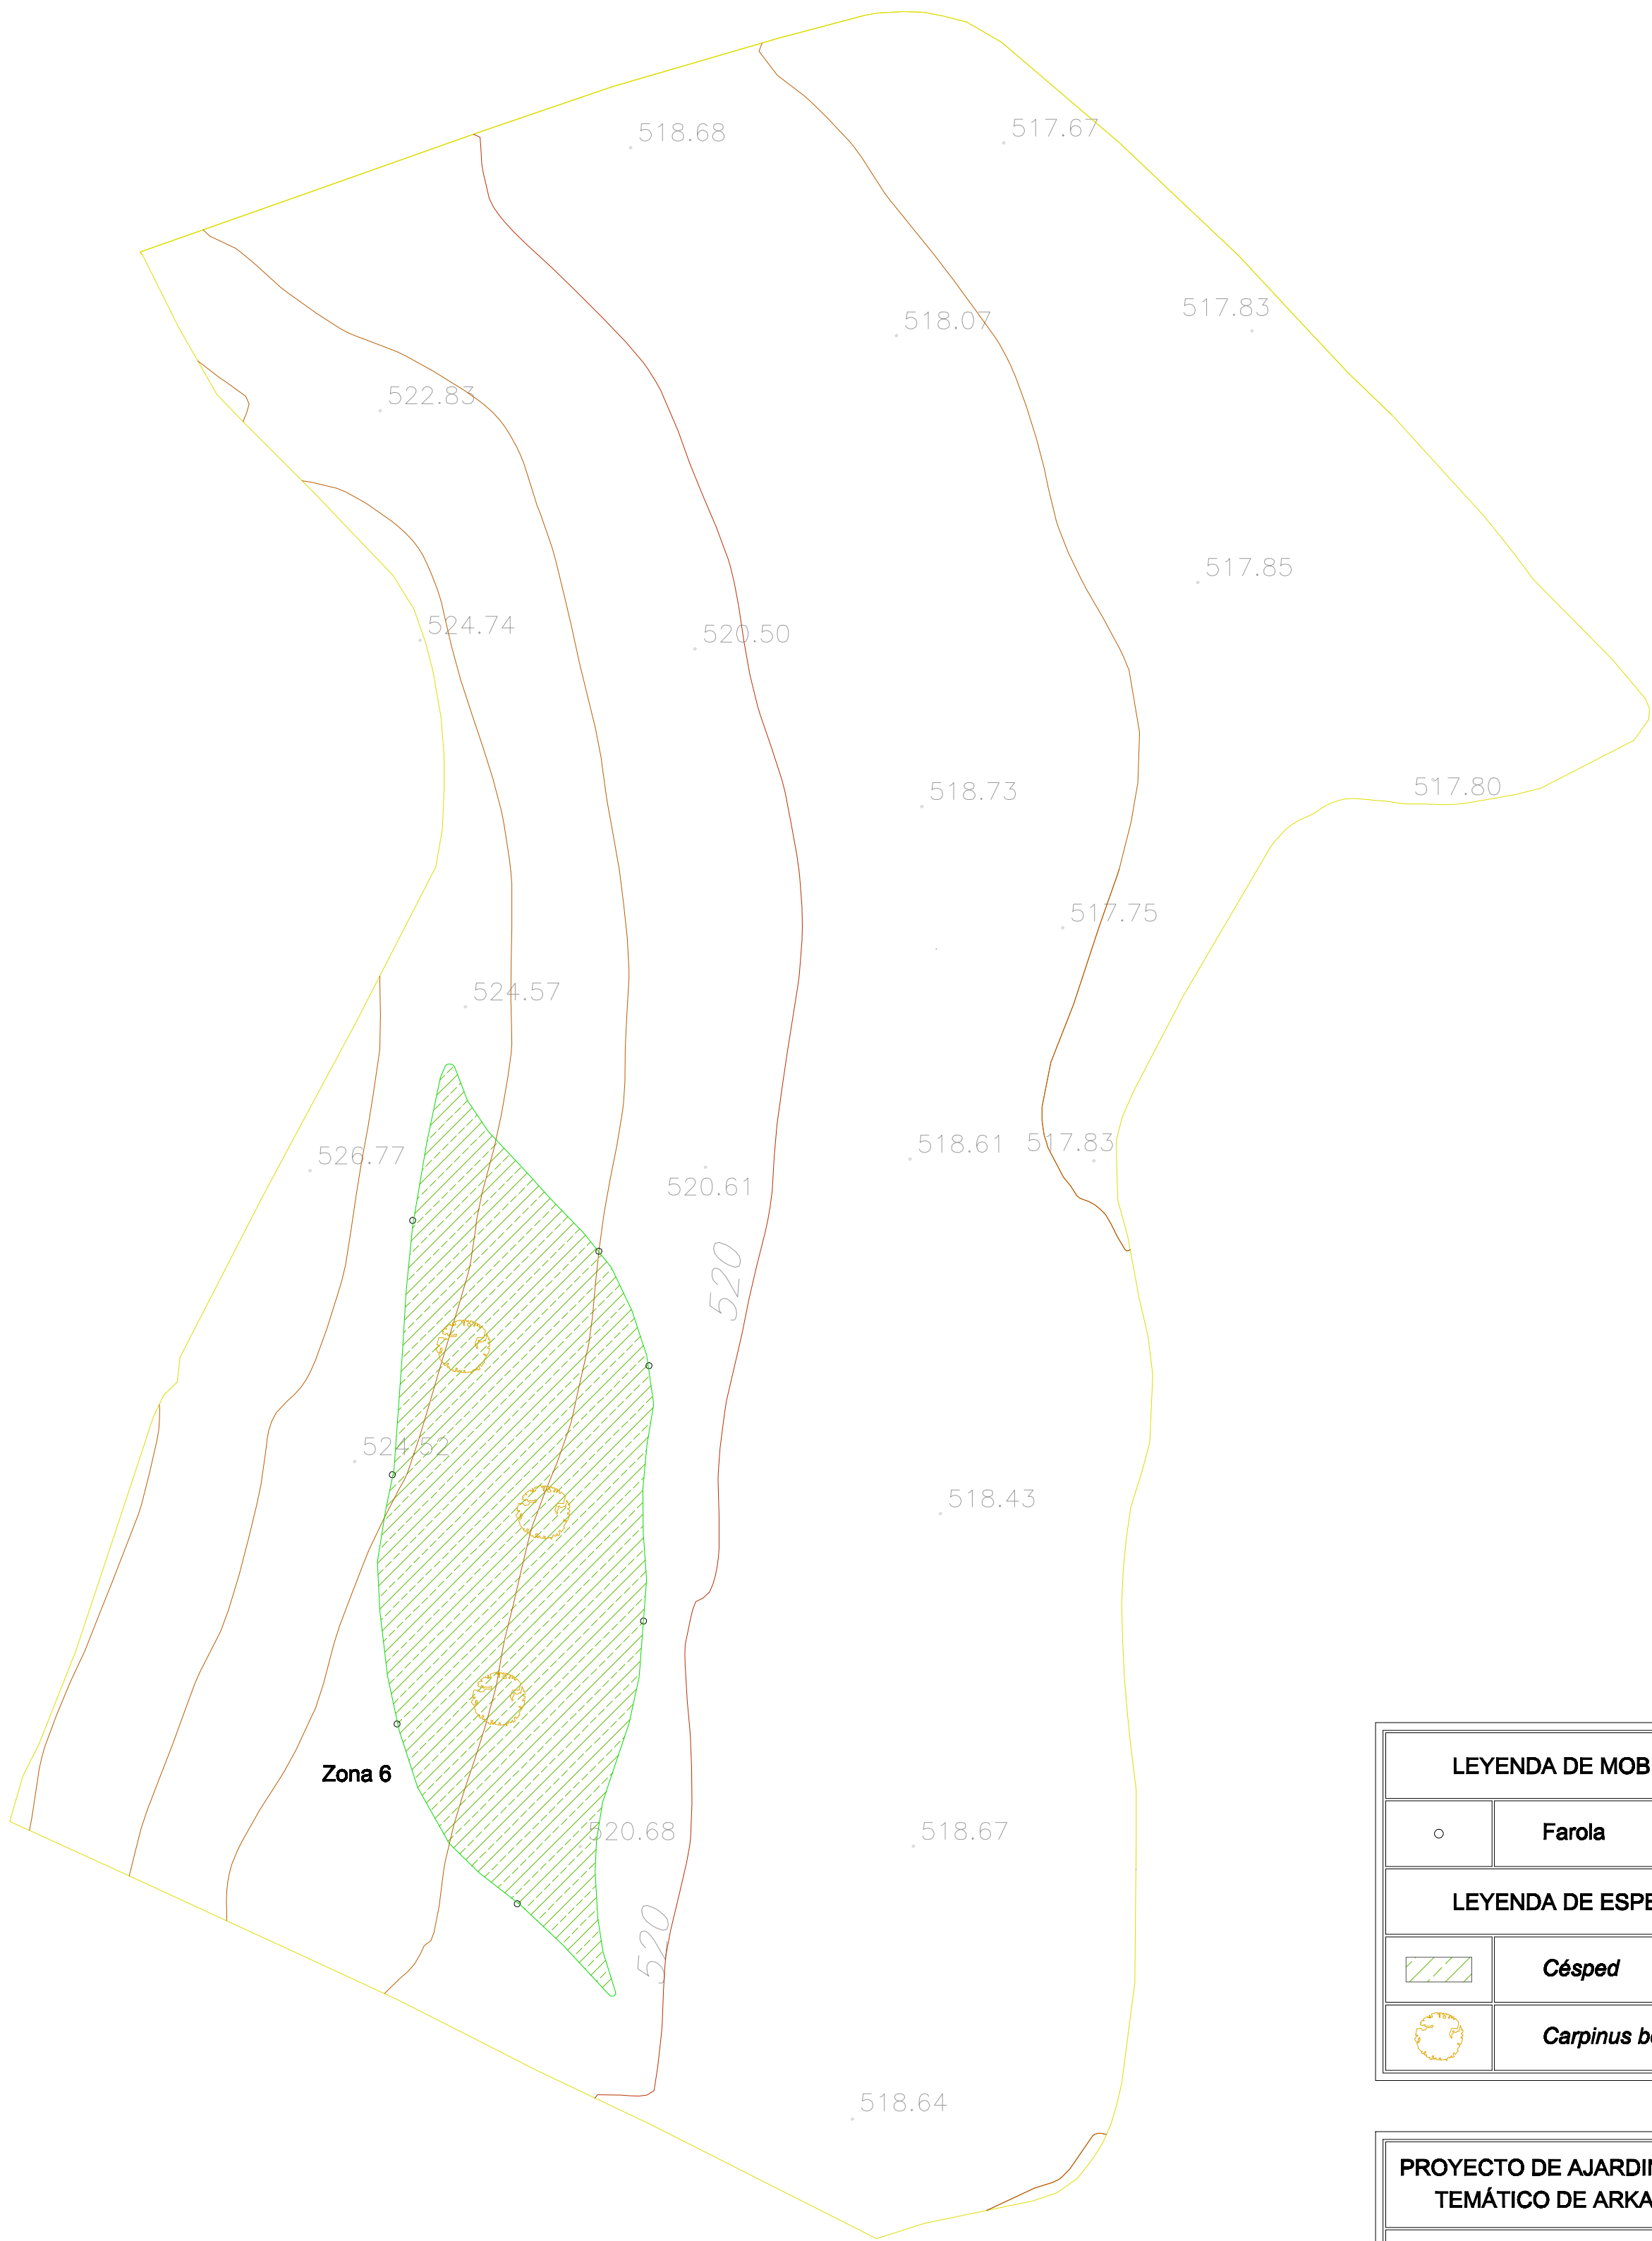 518.68
517.67
517.83
518.07
522.83
517.85
524.74
520.50
517.80
518.73
517.75
524.57
526.77
518.61
517.83
520.61
520
524.52
518.43
Zona 6
520.68
518.67
520
518.64
LEYENDA DE MOB
Farola
LEYENDA DE ESPE
Césped
Carpinus
PROYECTO DE AJARDI
TEMÁTICO DE ARKA